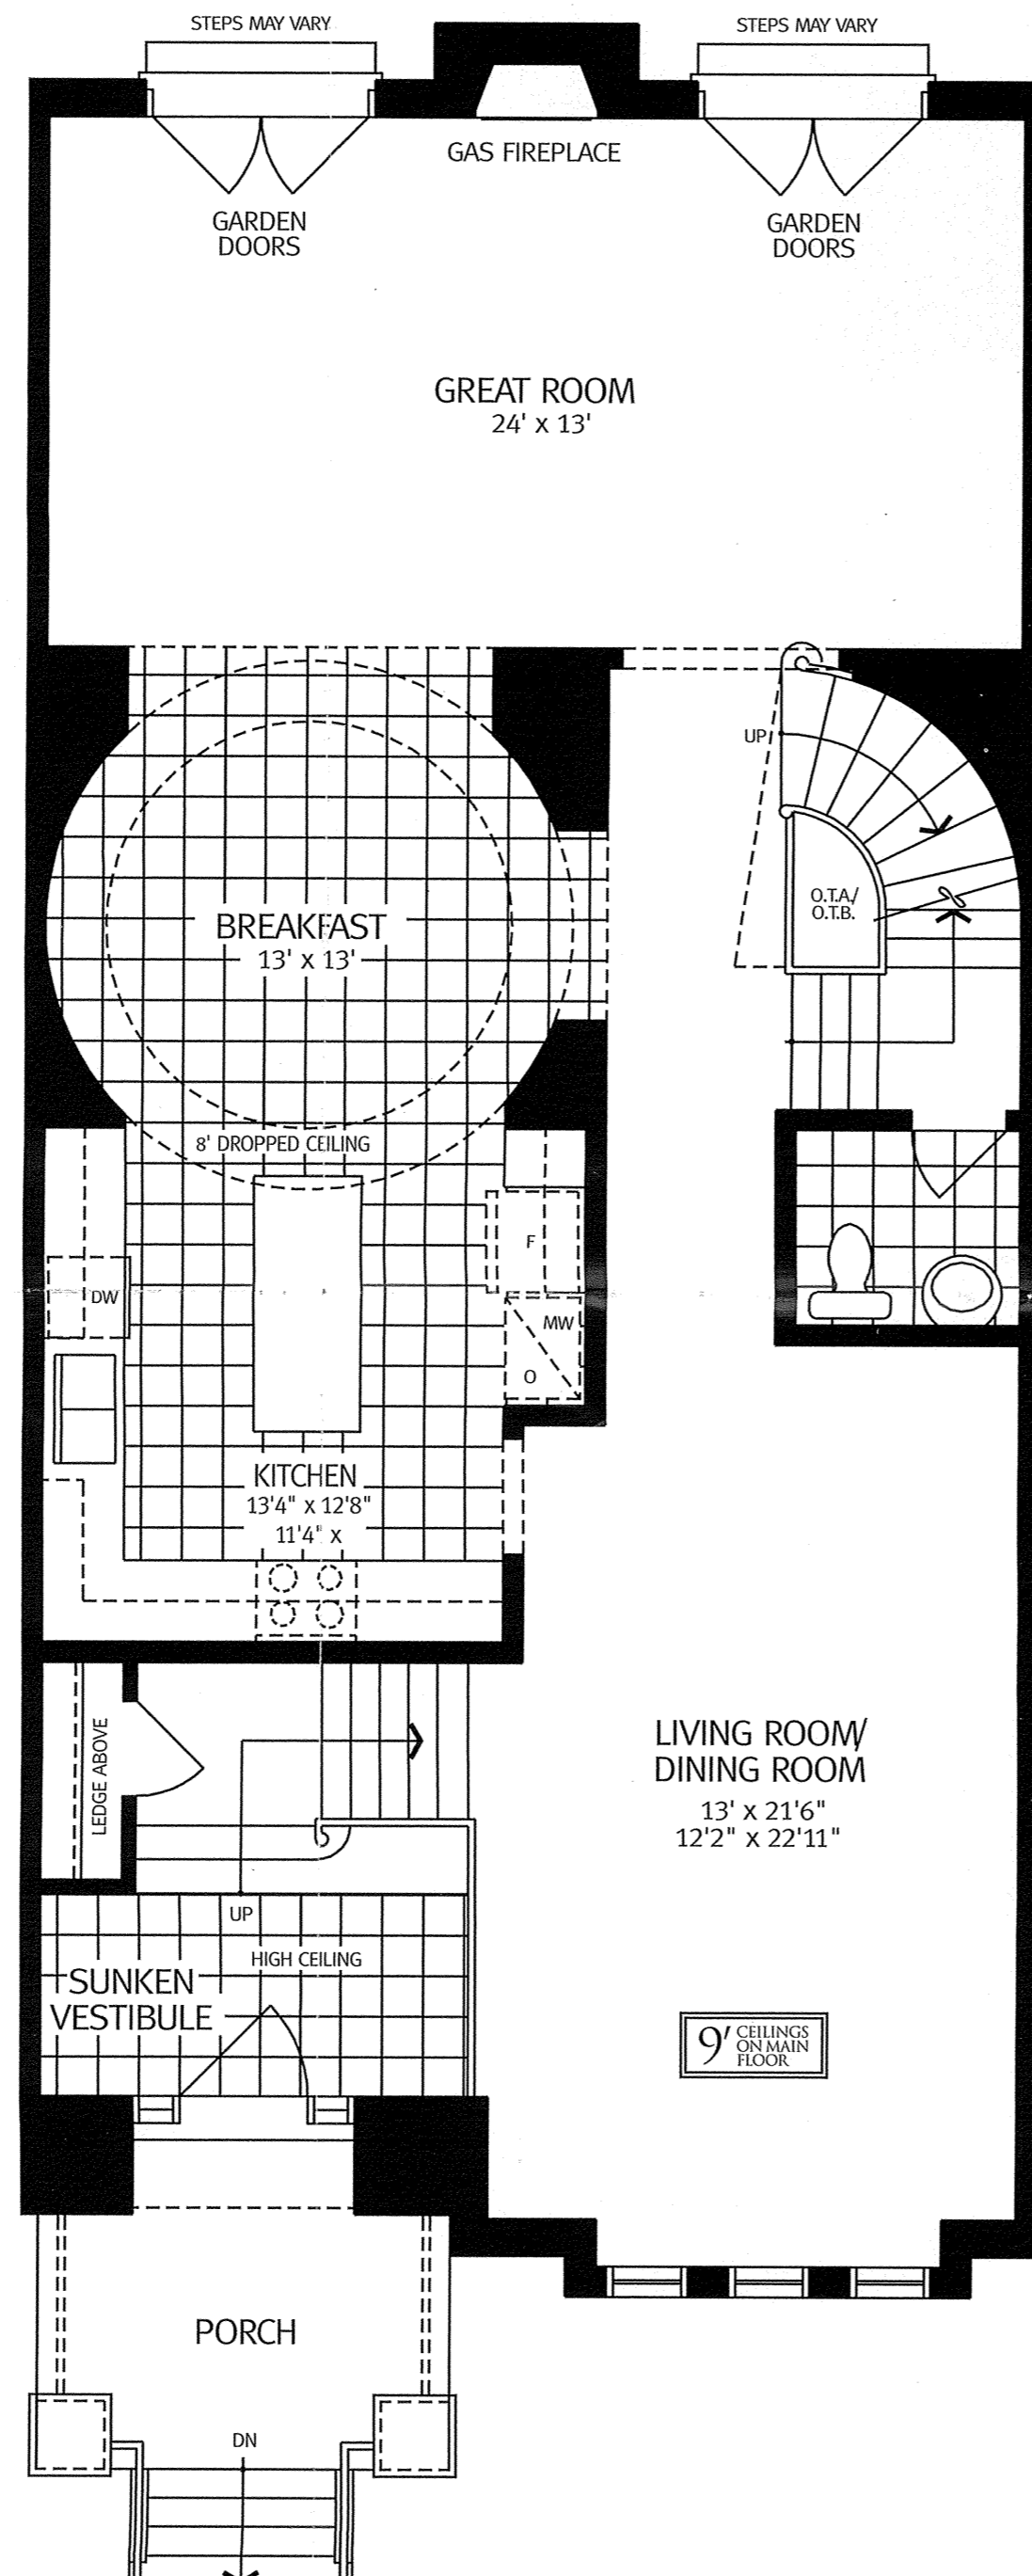 STEPS MAY VARY
STEPS MAY VARY
GAS FIREPLACE
GARDEN
DOORS
GARDEN
DOORS
GREAT ROOM
24' x 13'
UP
O.T.A./
O.T.B.
BREAKFAST
13' x 13'
8' DROPPED CEILING
F
DW
MW
O
KITCHEN
13'4" x 12'8"
11'4" x
LEDGE ABOVE
LIVING ROOM/
DINING ROOM
13' x 21'6"
12'2" x 22'11"
UP
HIGH CEILING
SUNKEN
VESTIBULE
9' CEILINGS
ON MAIN
FLOOR
PORCH
DN